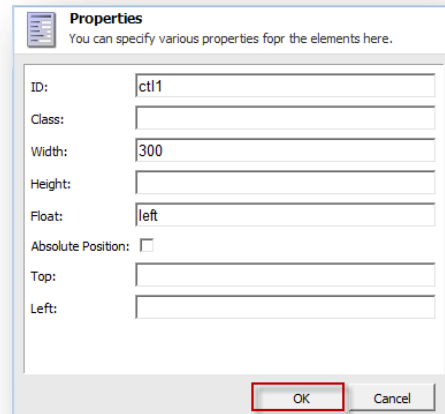 Properties
You can specify various properties fopr the elements here.
ID: ctl1
Class:
Width: 300
Height:
Float: left
Absolute Position:
Top:
Left:
OK Cancel